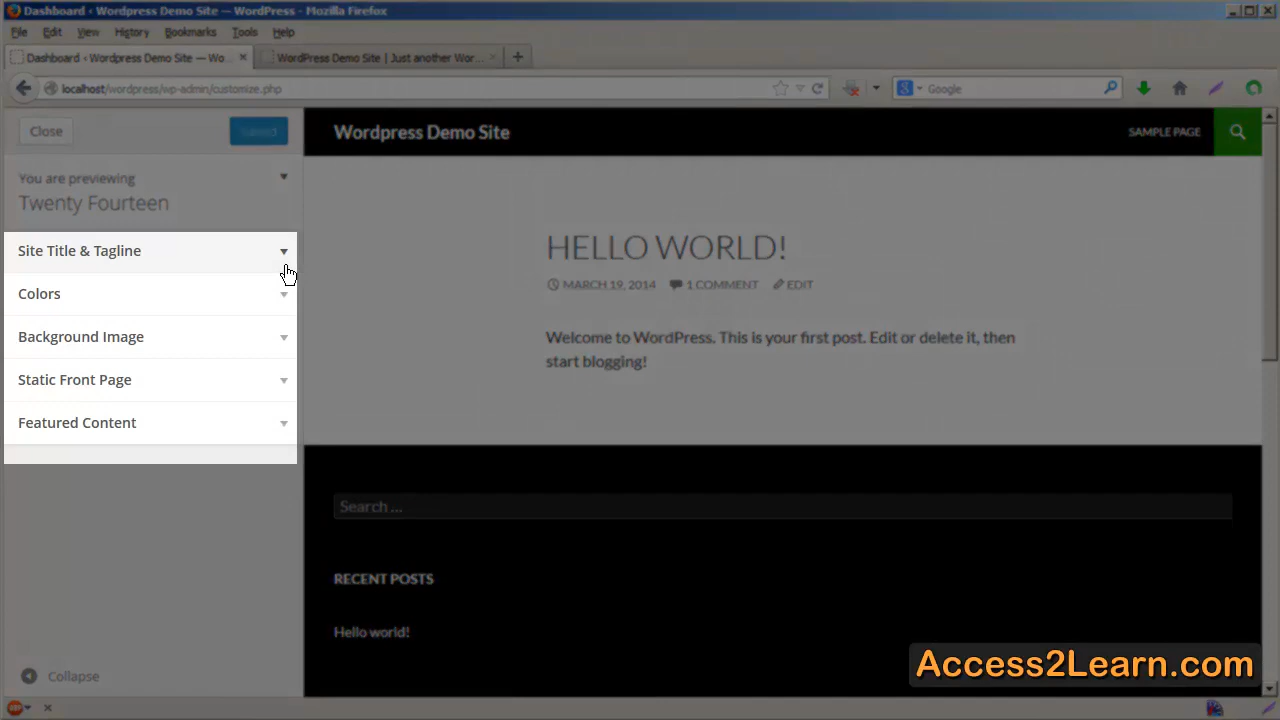 Dashboard ‹ Wordpress Demo Site — WordPress - Mozilla Firefox
File Edit View History Bookmarks Tools Help
Dashboard ‹ Wordpress Demo Site — Wo... × WordPress Demo Site | Just another Wor... × +
localhost/wordpress/wp-admin/customize.php Google
Close Saved Wordpress Demo Site SAMPLE PAGE
You are previewing
Twenty Fourteen
Site Title & Tagline
Colors
Background Image
Static Front Page
Featured Content
Collapse
HELLO WORLD!
MARCH 19, 2014 1 COMMENT EDIT
Welcome to WordPress. This is your first post. Edit or delete it, then
start blogging!
Search ...
RECENT POSTS
Hello world!
Access2Learn.com